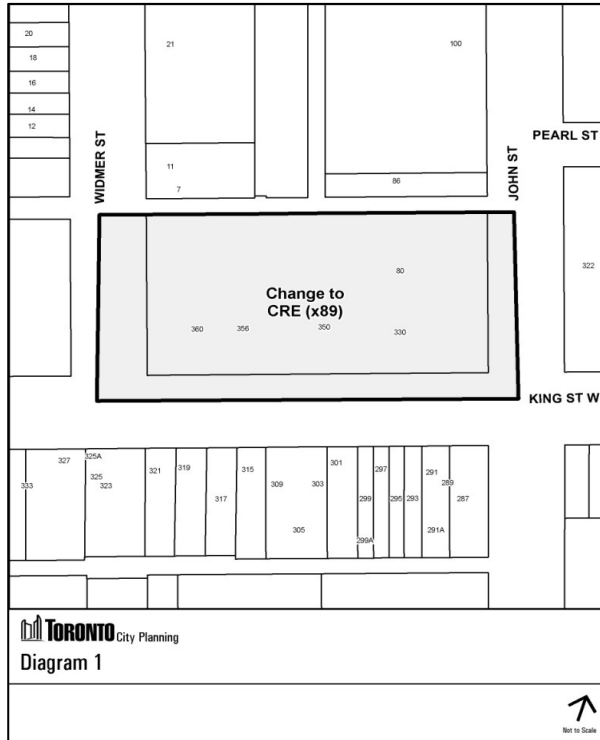 20
18
16
14
12
21
100
11
7
86
WIDMER ST
JOHN ST
PEARL ST
322
80
Change to
CRE (x89)
360
356
350
330
KING ST W
333
327
325A
325
323
321
319
317
315
309
305
303
301
299
299A
297
295
293
291
289
291A
287
TORONTO City Planning
Diagram 1
Not to Scale